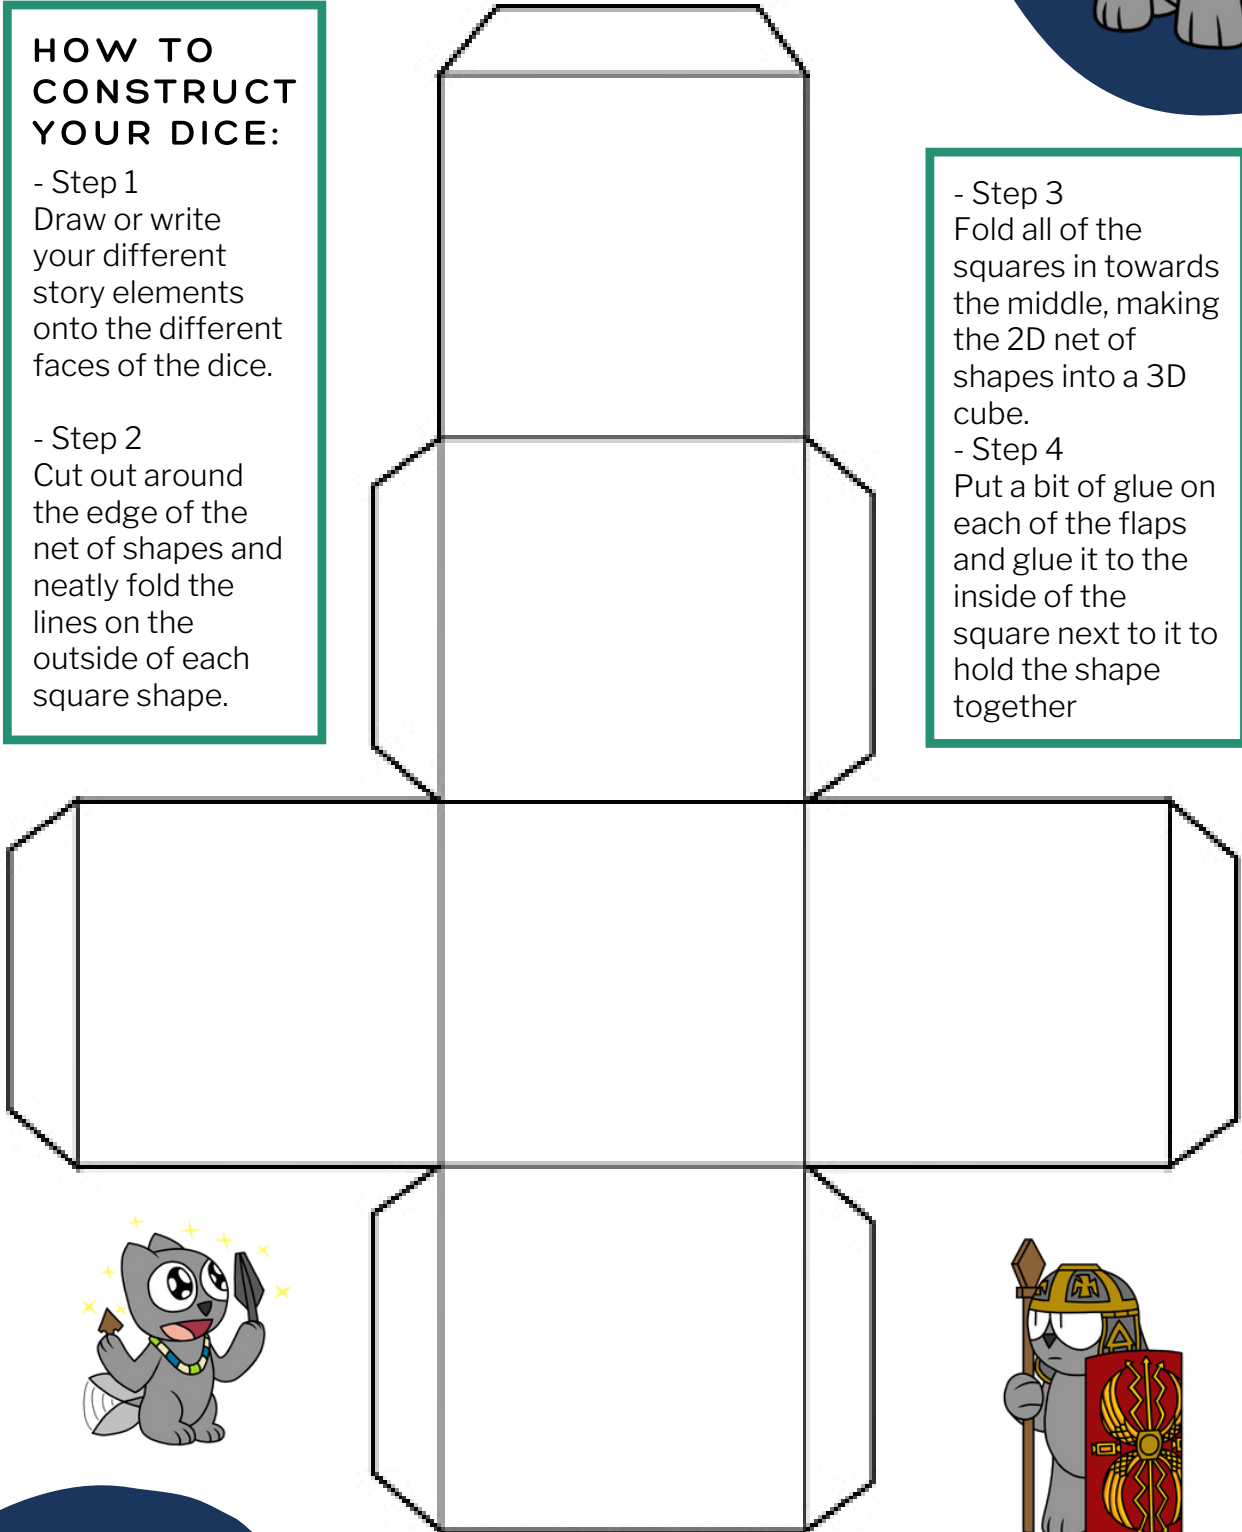 HOW TO
CONSTRUCT
YOUR DICE:
- Step 1
Draw or write
your different
story elements
onto the different
faces of the dice.
- Step 2
Cut out around
the edge of the
net of shapes and
neatly fold the
lines on the
outside of each
square shape.
- Step 3
Fold all of the
squares in towards
the middle, making
the 2D net of
shapes into a 3D
cube.
- Step 4
Put a bit of glue on
each of the flaps
and glue it to the
inside of the
square next to it to
hold the shape
together